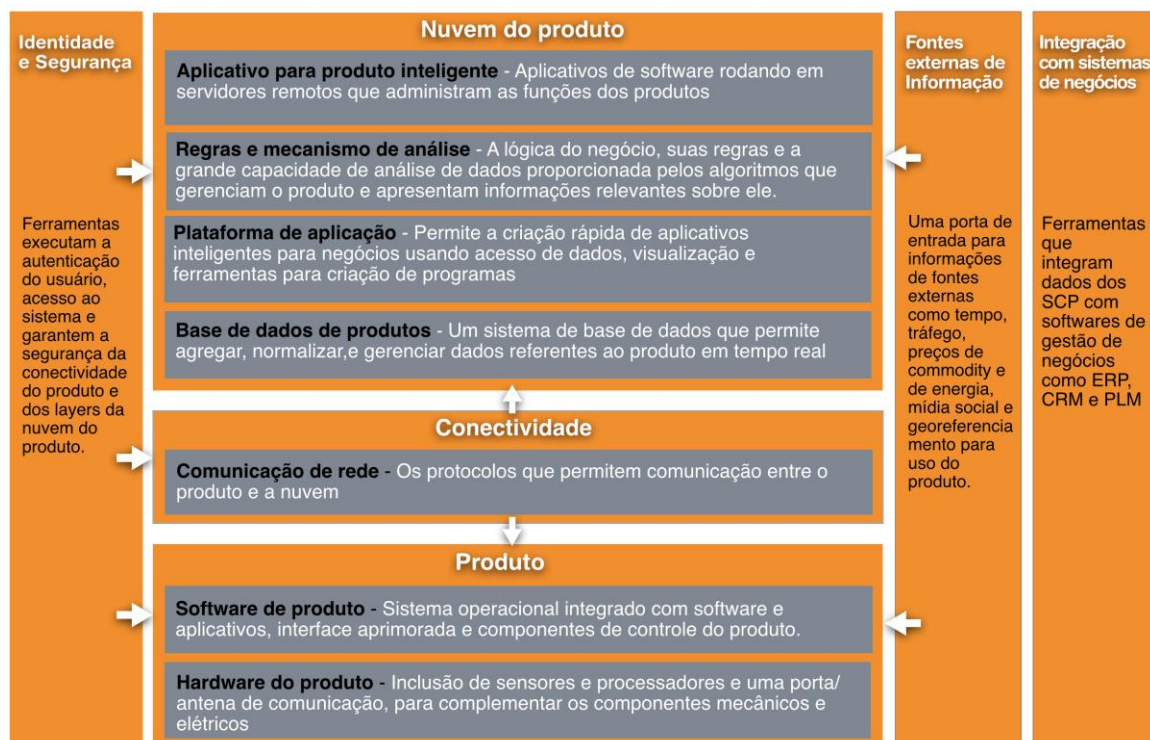 Identidade
e Segurança
Ferramentas
executam a
autenticação
do usuário,
acesso ao
sistema e
garantem a
segurança da
conectividade
do produto e
dos layers da
nuvem do
produto.
Nuvem do produto
Aplicativo para produto inteligente - Aplicativos de software rodando em
servidores remotos que administram as funções dos produtos
Regras e mecanismo de análise - A lógica do negócio, suas regras e a
grande capacidade de análise de dados proporcionada pelos algoritmos que
gerenciam o produto e apresentam informações relevantes sobre ele.
Plataforma de aplicação - Permite a criação rápida de aplicativos
inteligentes para negócios usando acesso de dados, visualização e
ferramentas para criação de programas
Base de dados de produtos - Um sistema de base de dados que permite
agregar, normalizar,e gerenciar dados referentes ao produto em tempo real
Conectividade
Comunicação de rede - Os protocolos que permitem comunicação entre o
produto e a nuvem
Produto
Software de produto - Sistema operacional integrado com software e
aplicativos, interface aprimorada e componentes de controle do produto.
Hardware do produto - Inclusão de sensores e processadores e uma porta/
antena de comunicação, para complementar os componentes mecânicos e
elétricos
Fontes
externas de
Informação
Uma porta de
entrada para
informações
de fontes
externas
como tempo,
tráfego,
preços de
commodity e
de energia,
mídia social e
georeferencia
mento para
uso do
produto.
Integração
com sistemas
de negócios
Ferramentas
que
integram
dados dos
SCP com
softwares de
gestão de
negócios
como ERP,
CRM e PLM